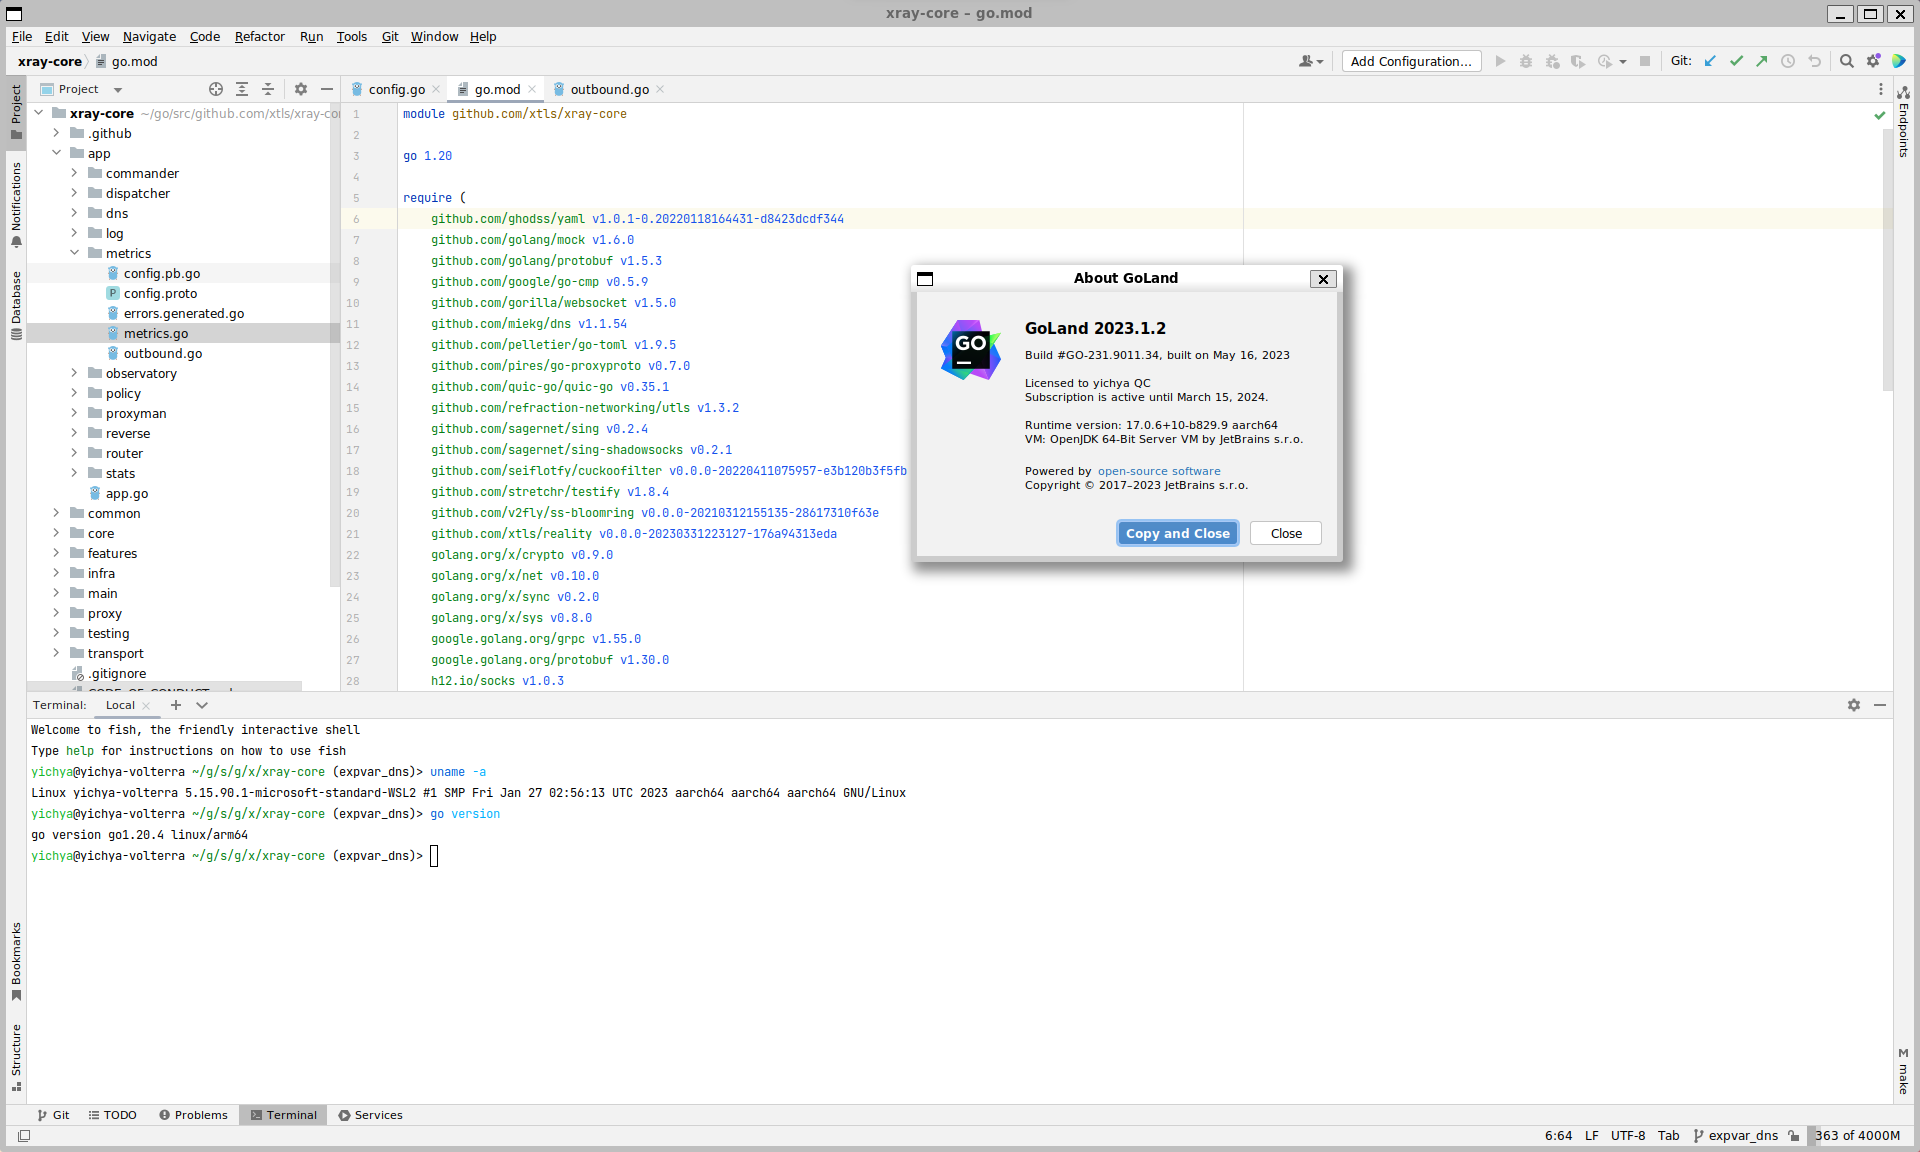 xray-core – go.mod
File Edit View Navigate Code Refactor Run Tools Git Window Help
xray-core go.mod
Add Configuration...
Git:
Project
config.go
go.mod
outbound.go
Project
Notifications
Database
Bookmarks
Structure
Endpoints
M make
xray-core ~/go/src/github.com/xtls/xray-co
.github
app
commander
dispatcher
dns
log
metrics
config.pb.go
P config.proto
errors.generated.go
metrics.go
outbound.go
observatory
policy
proxyman
reverse
router
stats
app.go
common
core
features
infra
main
proxy
testing
transport
.gitignore
1 module github.com/xtls/xray-core
2
3 go 1.20
4
5 require (
6 github.com/ghodss/yaml v1.0.1-0.20220118164431-d8423dcdf344
7 github.com/golang/mock v1.6.0
8 github.com/golang/protobuf v1.5.3
9 github.com/google/go-cmp v0.5.9
10 github.com/gorilla/websocket v1.5.0
11 github.com/miekg/dns v1.1.54
12 github.com/pelletier/go-toml v1.9.5
13 github.com/pires/go-proxyproto v0.7.0
14 github.com/quic-go/quic-go v0.35.1
15 github.com/refraction-networking/utls v1.3.2
16 github.com/sagernet/sing v0.2.4
17 github.com/sagernet/sing-shadowsocks v0.2.1
18 github.com/seiflotfy/cuckoofilter v0.0.0-20220411075957-e3b120b3f5fb
19 github.com/stretchr/testify v1.8.4
20 github.com/v2fly/ss-bloomring v0.0.0-20210312155135-28617310f63e
21 github.com/xtls/reality v0.0.0-20230331223127-176a94313eda
22 golang.org/x/crypto v0.9.0
23 golang.org/x/net v0.10.0
24 golang.org/x/sync v0.2.0
25 golang.org/x/sys v0.8.0
26 google.golang.org/grpc v1.55.0
27 google.golang.org/protobuf v1.30.0
28 h12.io/socks v1.0.3
About GoLand
GO
GoLand 2023.1.2
Build #GO-231.9011.34, built on May 16, 2023
Licensed to yichya QC
Subscription is active until March 15, 2024.
Runtime version: 17.0.6+10-b829.9 aarch64
VM: OpenJDK 64-Bit Server VM by JetBrains s.r.o.
Powered by open-source software
Copyright © 2017–2023 JetBrains s.r.o.
Copy and Close Close
Terminal: Local
Welcome to fish, the friendly interactive shell
Type help for instructions on how to use fish
yichya@yichya-volterra ~/g/s/g/x/xray-core (expvar_dns)> uname -a
Linux yichya-volterra 5.15.90.1-microsoft-standard-WSL2 #1 SMP Fri Jan 27 02:56:13 UTC 2023 aarch64 aarch64 aarch64 GNU/Linux
yichya@yichya-volterra ~/g/s/g/x/xray-core (expvar_dns)> go version
go version go1.20.4 linux/arm64
yichya@yichya-volterra ~/g/s/g/x/xray-core (expvar_dns)>
Git TODO Problems Terminal Services
6:64 LF UTF-8 Tab expvar_dns 363 of 4000M